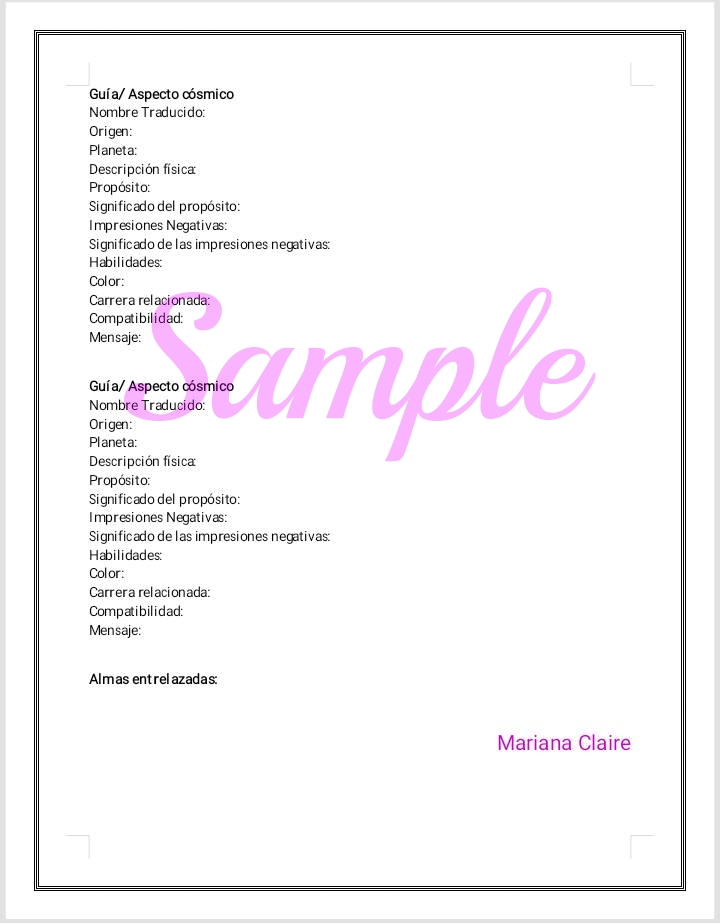 Guía/ Aspecto cósmico
Nombre Traducido:
Origen:
Planeta:
Descripción física:
Propósito:
Significado del propósito:
Impresiones Negativas:
Significado de las impresiones negativas:
Habilidades:
Color:
Carrera relacionada:
Compatibilidad:
Mensaje:
Sample
Guía/ Aspecto cósmico
Nombre Traducido:
Origen:
Planeta:
Descripción física:
Propósito:
Significado del propósito:
Impresiones Negativas:
Significado de las impresiones negativas:
Habilidades:
Color:
Carrera relacionada:
Compatibilidad:
Mensaje:
Almas entrelazadas:
Mariana Claire